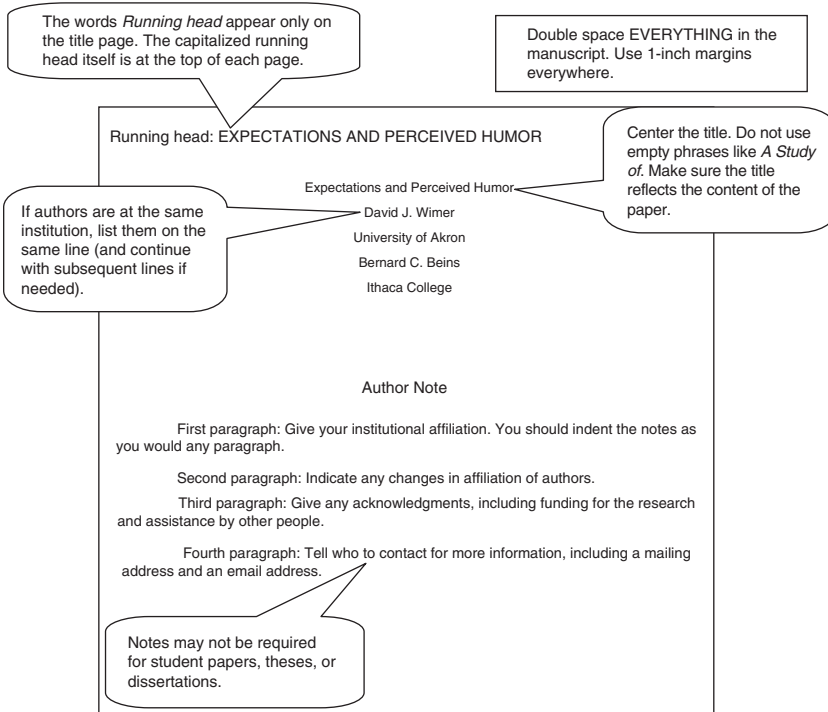 The words Running head appear only on
the title page. The capitalized running
head itself is at the top of each page.
Double space EVERYTHING in the
manuscript. Use 1-inch margins
everywhere.
Running head: EXPECTATIONS AND PERCEIVED HUMOR
Center the title. Do not use
empty phrases like A Study
of. Make sure the title
reflects the content of the
paper.
Expectations and Perceived Humor
If authors are at the same
institution, list them on the
same line (and continue
with subsequent lines if
needed).
David J. Wimer
University of Akron
Bernard C. Beins
Ithaca College
Author Note
First paragraph: Give your institutional affiliation. You should indent the notes as
you would any paragraph.
Second paragraph: Indicate any changes in affiliation of authors.
Third paragraph: Give any acknowledgments, including funding for the research
and assistance by other people.
Fourth paragraph: Tell who to contact for more information, including a mailing
address and an email address.
Notes may not be required
for student papers, theses, or
dissertations.